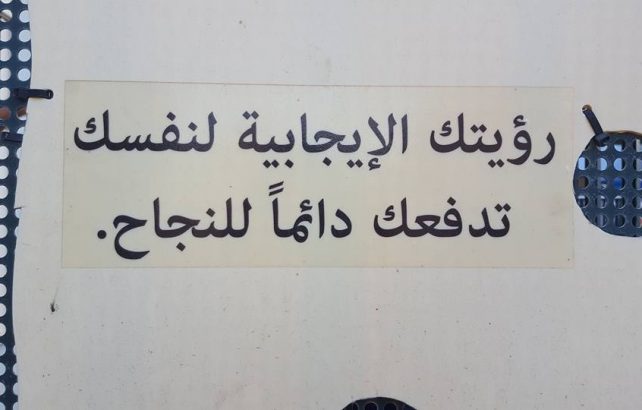 رؤيتك الإيجابية لنفسك
تدفعك دائماً للنجاح.